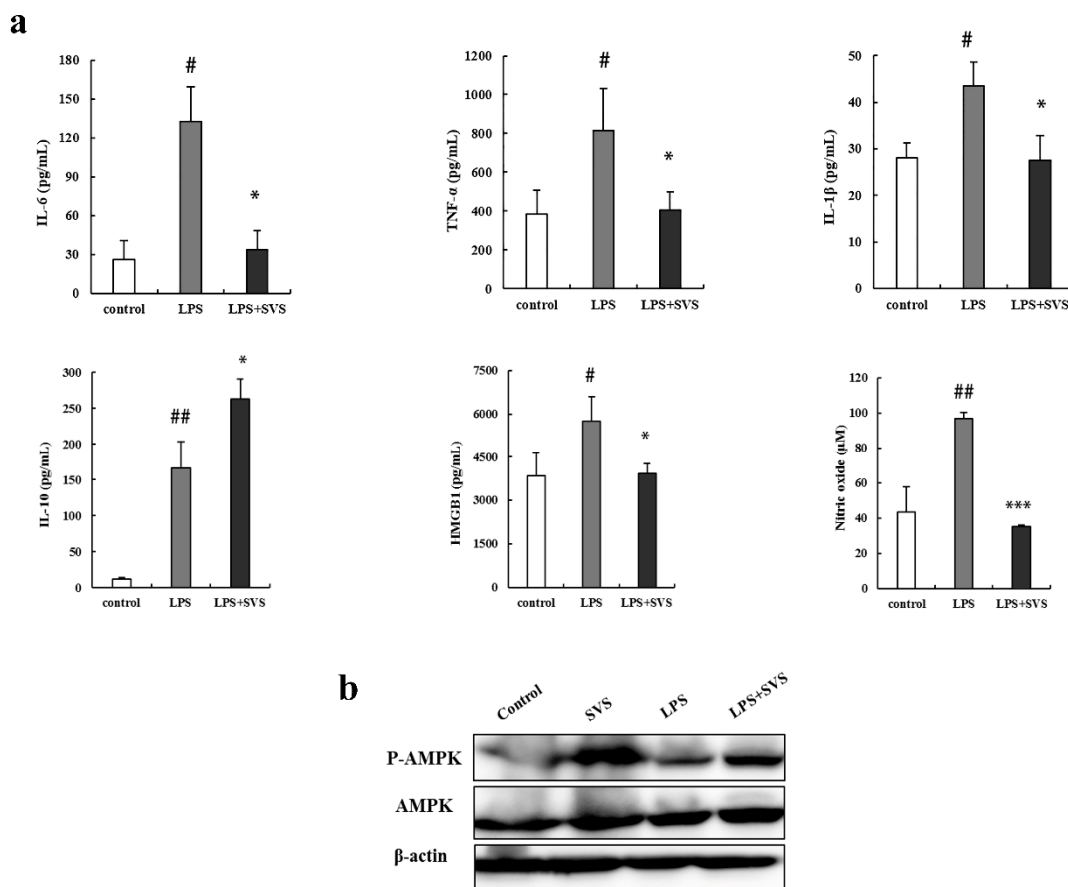 a
IL-6 (pg/mL)
180
150
120
90
60
30
0
#
*
control LPS LPS+SVS
TNF-α (pg/mL)
1200
1000
800
600
400
200
0
#
*
control LPS LPS+SVS
IL-1β (pg/mL)
50
40
30
20
10
0
#
*
control LPS LPS+SVS
IL-10 (pg/mL)
300
250
200
150
100
50
0
##
*
control LPS LPS+SVS
HMGB1 (pg/mL)
7500
6000
4500
3000
1500
0
#
*
control LPS LPS+SVS
Nitric oxide (μM)
120
100
80
60
40
20
0
##
***
control LPS LPS+SVS
b
Control SVS LPS LPS+SVS
P-AMPK
AMPK
β-actin